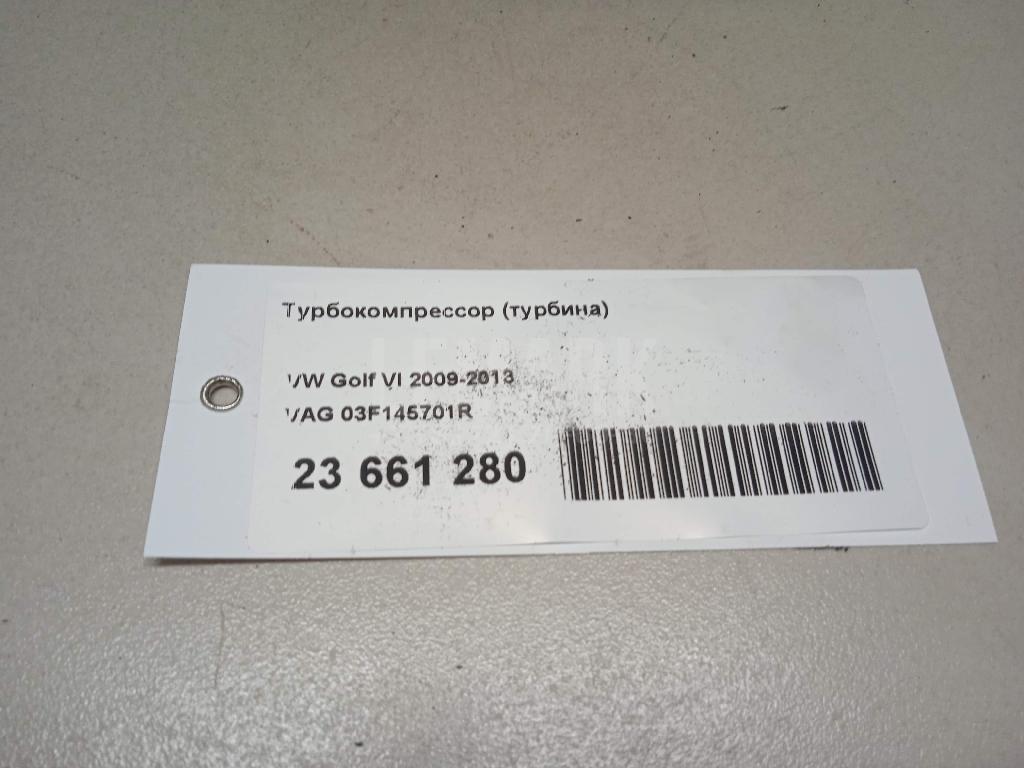 Турбокомпрессор (турбина)
VW Golf VI 2009-2013
VAG 03F145701R
23 661 280